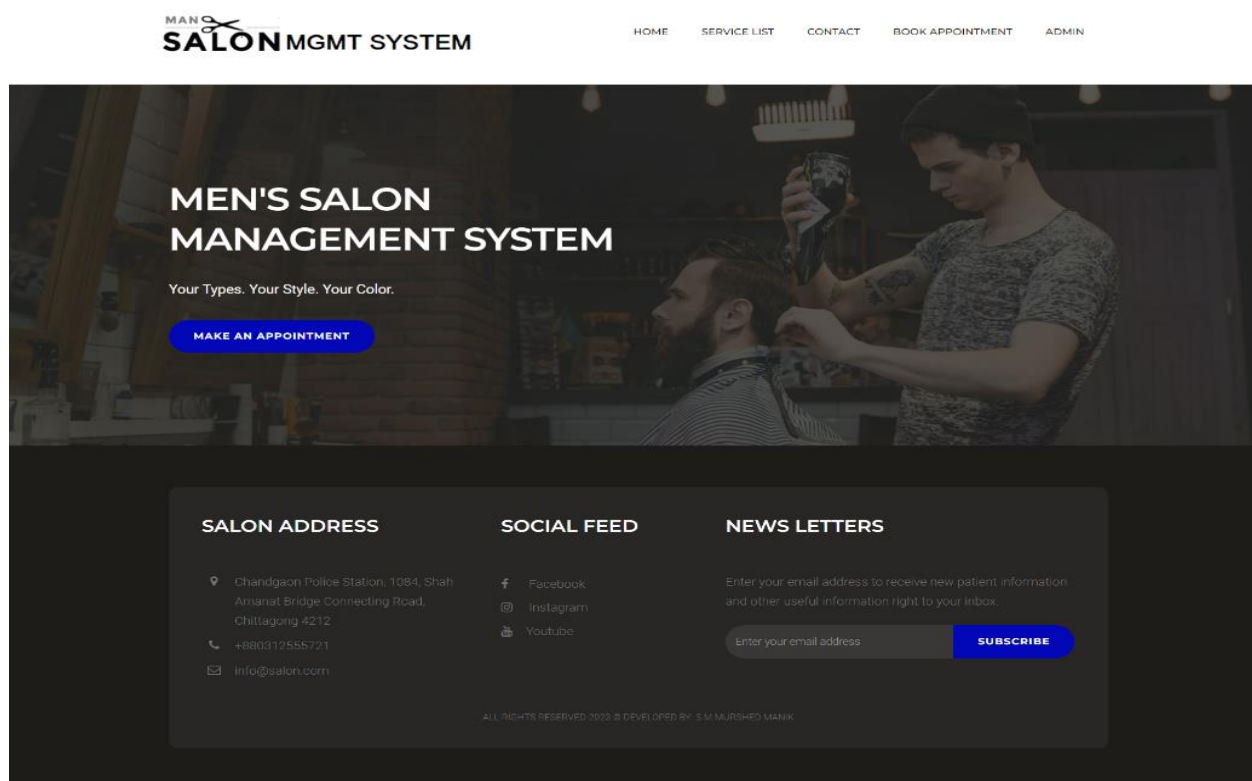 MAN
SALON MGMT SYSTEM
HOME SERVICE LIST CONTACT BOOK APPOINTMENT ADMIN
MEN'S SALON
MANAGEMENT SYSTEM
Your Types. Your Style. Your Color.
MAKE AN APPOINTMENT
SALON ADDRESS
Chandgaon Police Station, 1084, Shah
Amanat Bridge Connecting Road,
Chittagong 4212
+880312555721
info@salon.com
SOCIAL FEED
Facebook
Instagram
Youtube
NEWS LETTERS
Enter your email address to receive new patient information
and other useful information right to your inbox.
Enter your email address SUBSCRIBE
ALL RIGHTS RESERVED 2023 © DEVELOPED BY: S.M MURSHED MANIK